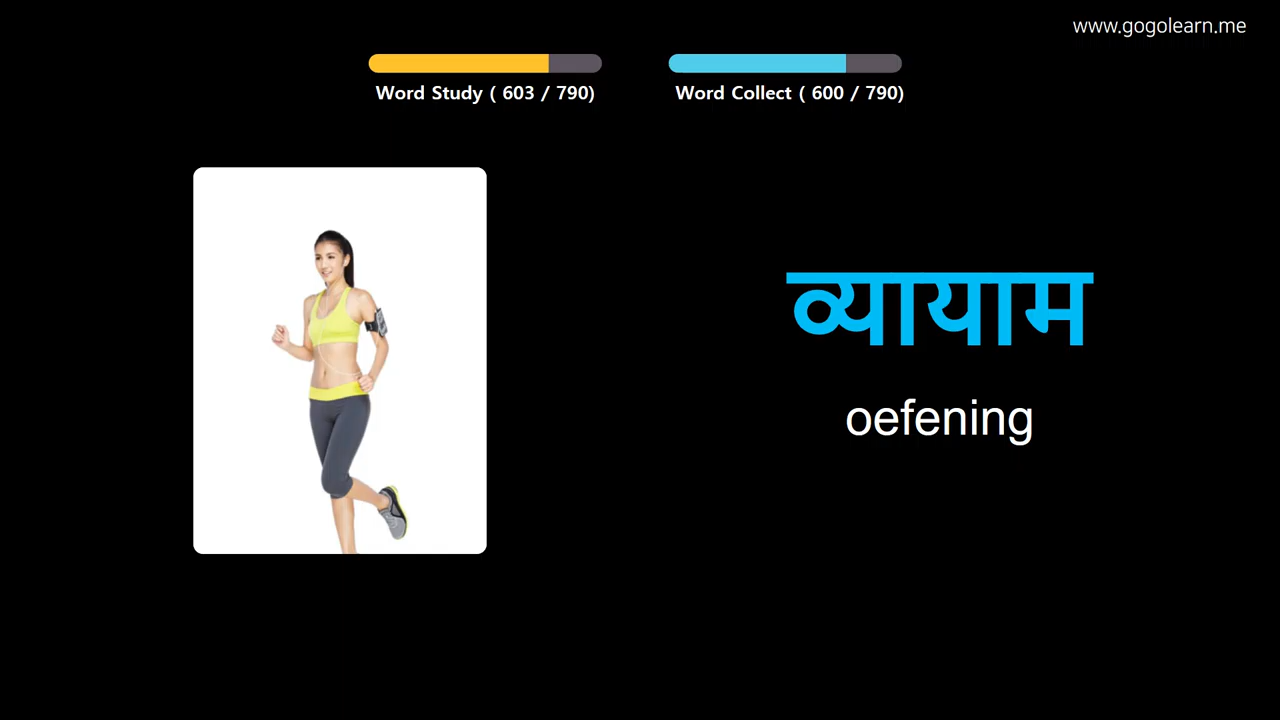 www.gogolearn.me
Word Study ( 603 / 790)
Word Collect ( 600 / 790)
व्यायाम
oefening